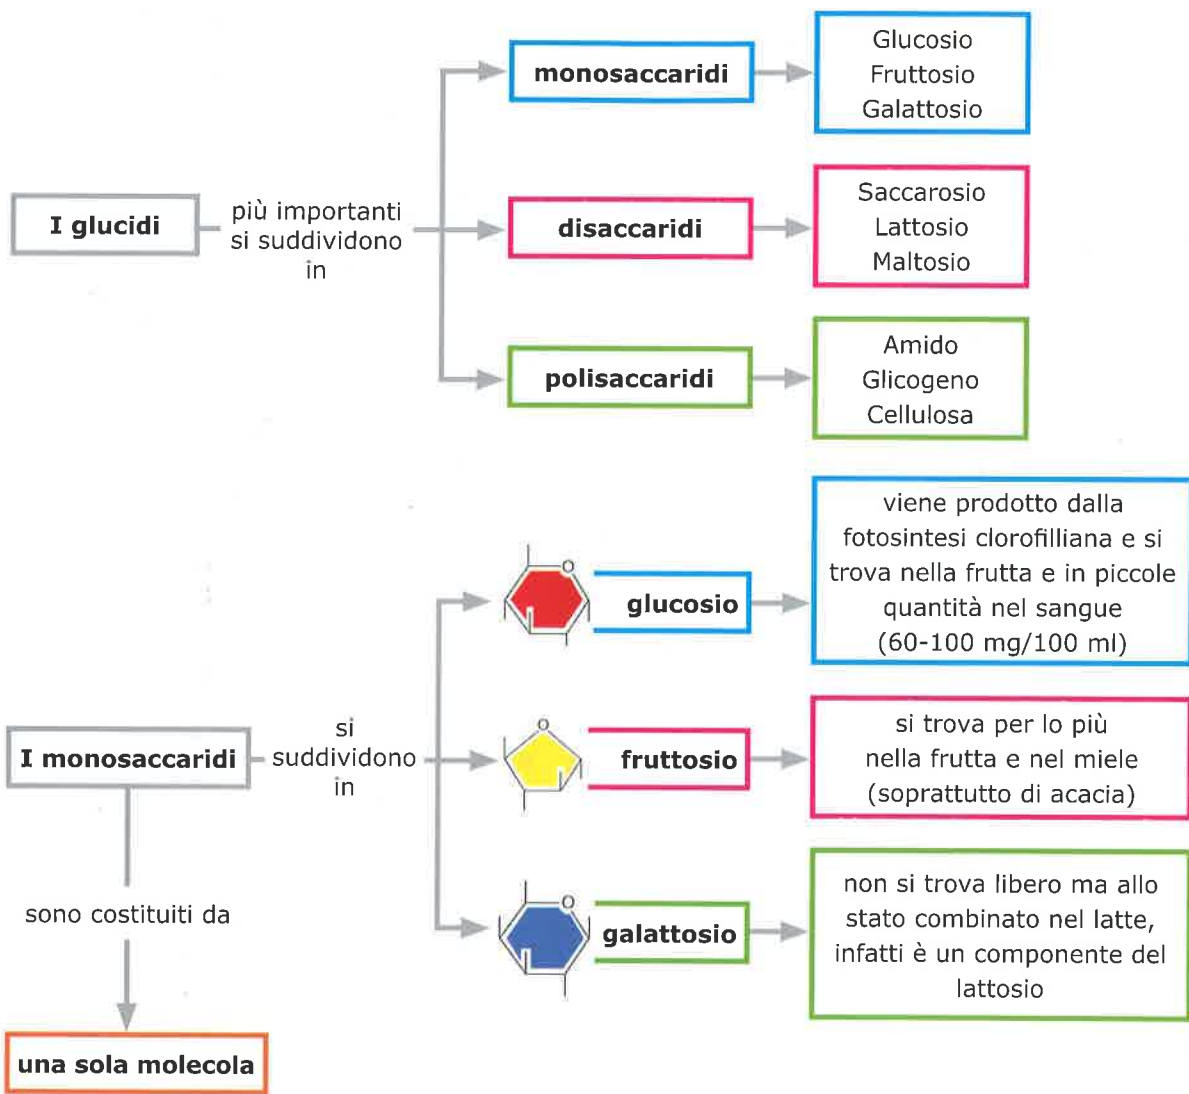 I glucidi
più importanti
si suddividono
in
monosaccaridi
Glucosio
Fruttosio
Galattosio
disaccaridi
Saccarosio
Lattosio
Maltosio
polisaccaridi
Amido
Glicogeno
Cellulosa
I monosaccaridi
si
suddividono
in
O
glucosio
viene prodotto dalla
fotosintesi clorofilliana e si
trova nella frutta e in piccole
quantità nel sangue
(60-100 mg/100 ml)
O
fruttosio
si trova per lo più
nella frutta e nel miele
(soprattutto di acacia)
O
galattosio
non si trova libero ma allo
stato combinato nel latte,
infatti è un componente del
lattosio
sono costituiti da
una sola molecola